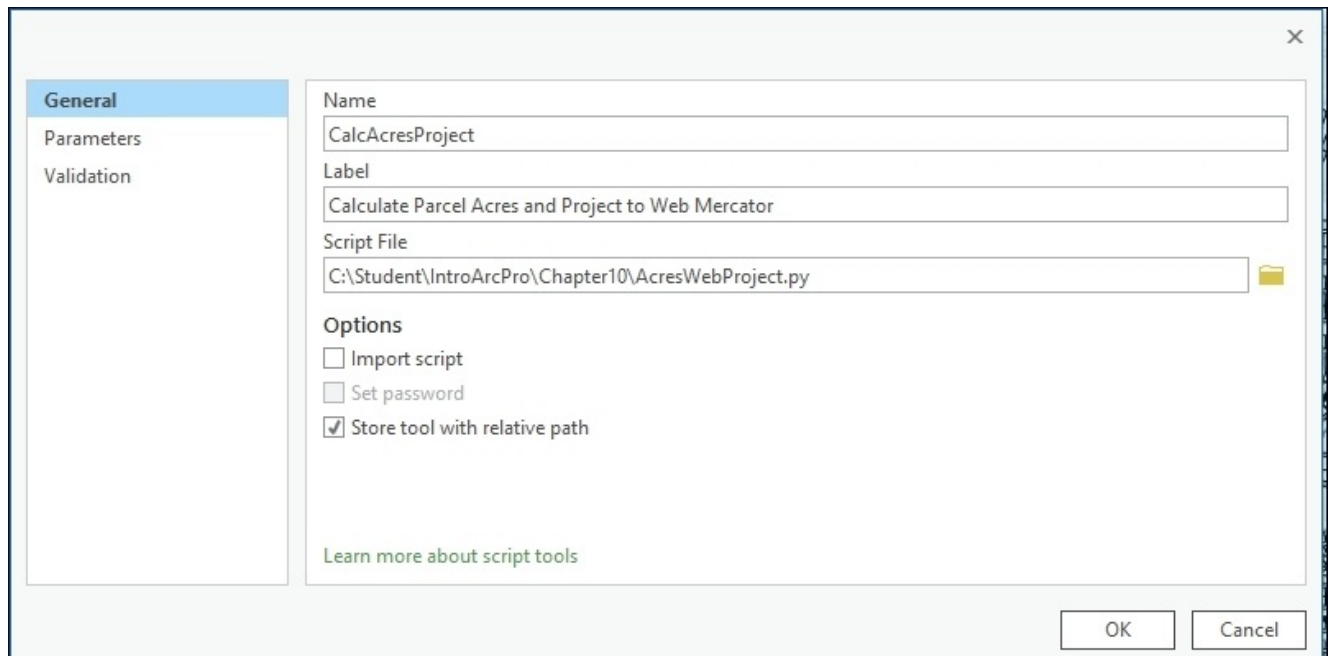 General
Parameters
Validation
Name
CalcAcresProject
Label
Calculate Parcel Acres and Project to Web Mercator
Script File
C:\Student\IntroArcPro\Chapter10\AcresWebProject.py
Options
Import script
Set password
Store tool with relative path
Learn more about script tools
OK
Cancel